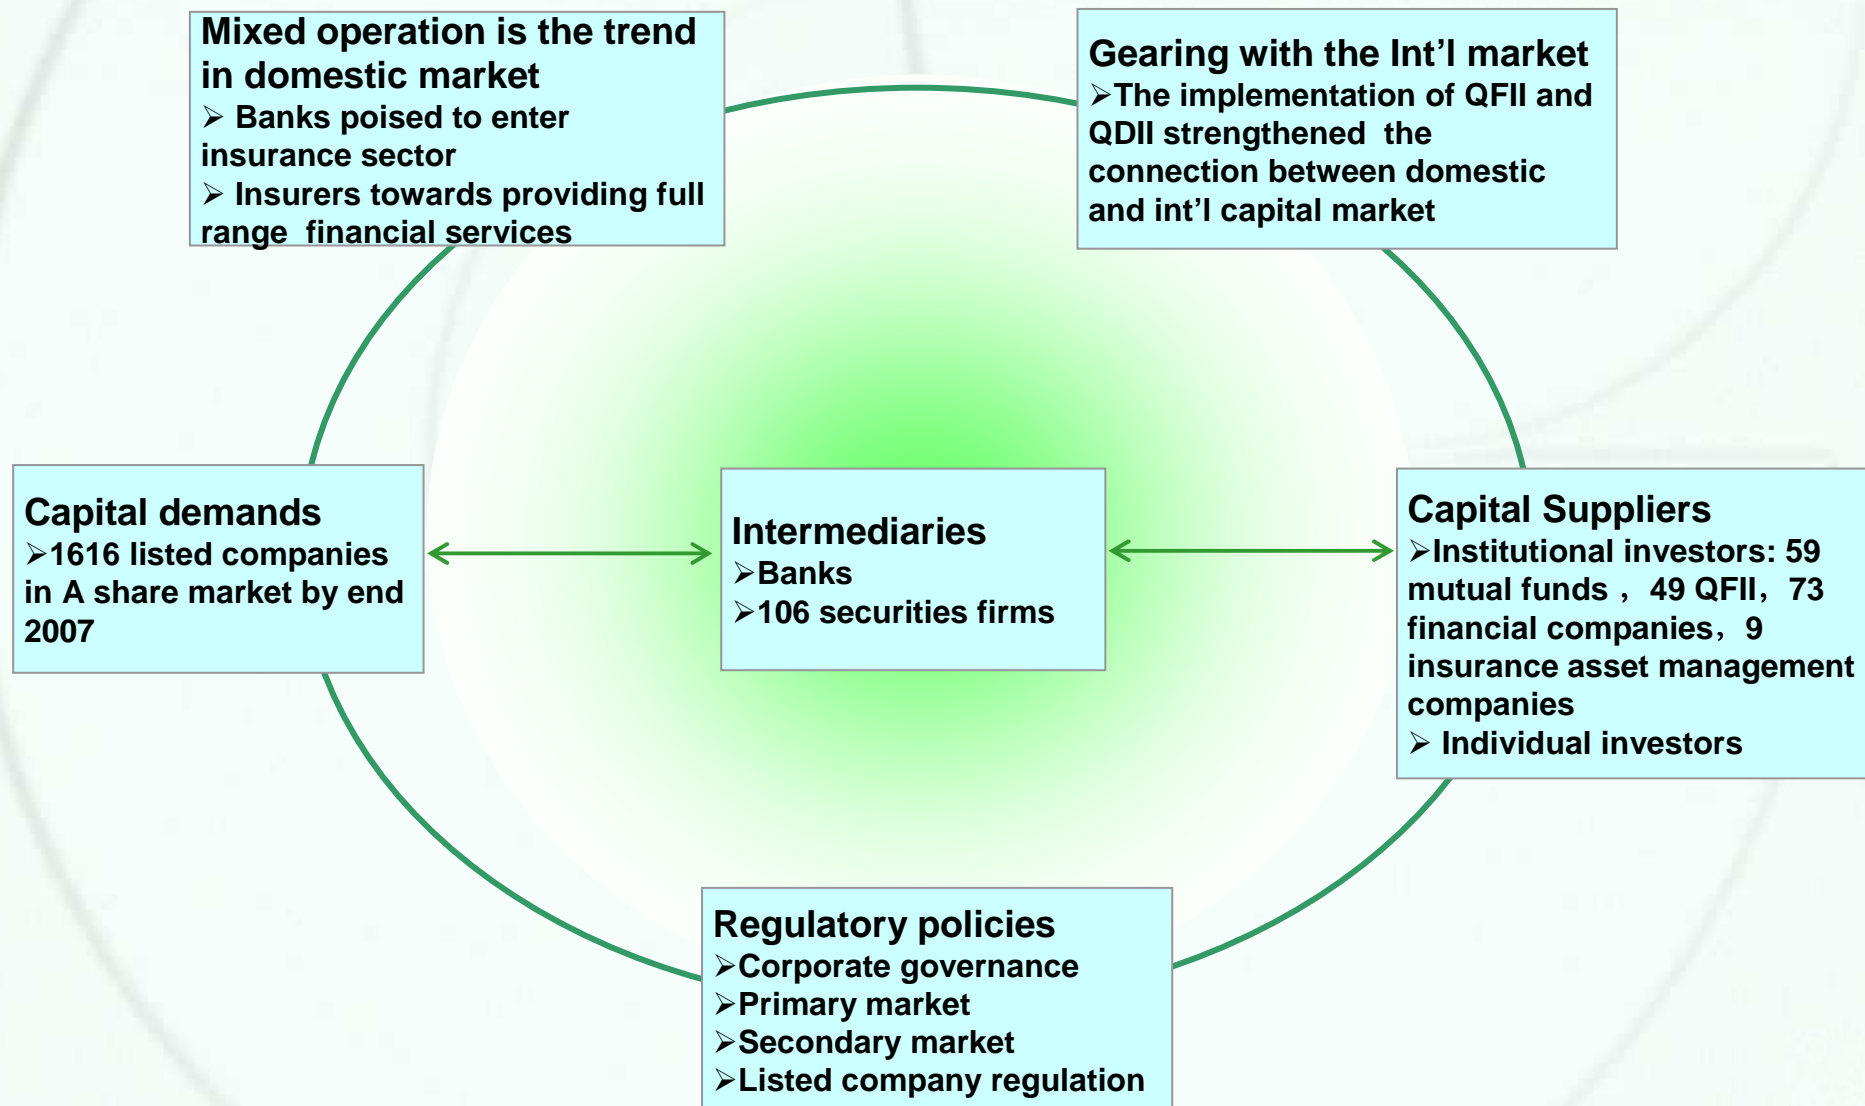 Mixed operation is the trend
in domestic market
➢ Banks poised to enter
insurance sector
➢ Insurers towards providing full
range financial services
Gearing with the Int’l market
➢The implementation of QFII and
QDII strengthened the
connection between domestic
and int’l capital market
Capital demands
➢1616 listed companies
in A share market by end
2007
Intermediaries
➢Banks
➢106 securities firms
Capital Suppliers
➢Institutional investors: 59
mutual funds ，49 QFII，73
financial companies，9
insurance asset management
companies
➢ Individual investors
Regulatory policies
➢Corporate governance
➢Primary market
➢Secondary market
➢Listed company regulation